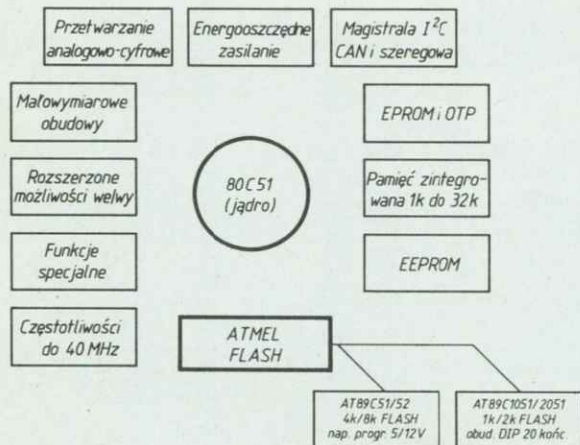 Przetwarzanie
analogowo-cyfrowe
Energooszczędne
zasilanie
Magistrala I²C
CAN i szeregowa
Małowymiarowe
obudowy
EPROM i OTP
80C51
(jądro)
Rozszerzone
możliwości we/wy
Pamięć zintegro-
wana 1k do 32k
Funkcje
specjalne
EEPROM
Częstotliwości
do 40 MHz
ATMEL
FLASH
AT89C51/52
4k/8k FLASH
nap. progr. 5/12V
AT89C1051/2051
1k/2k FLASH
obud. DIP 20 końc.